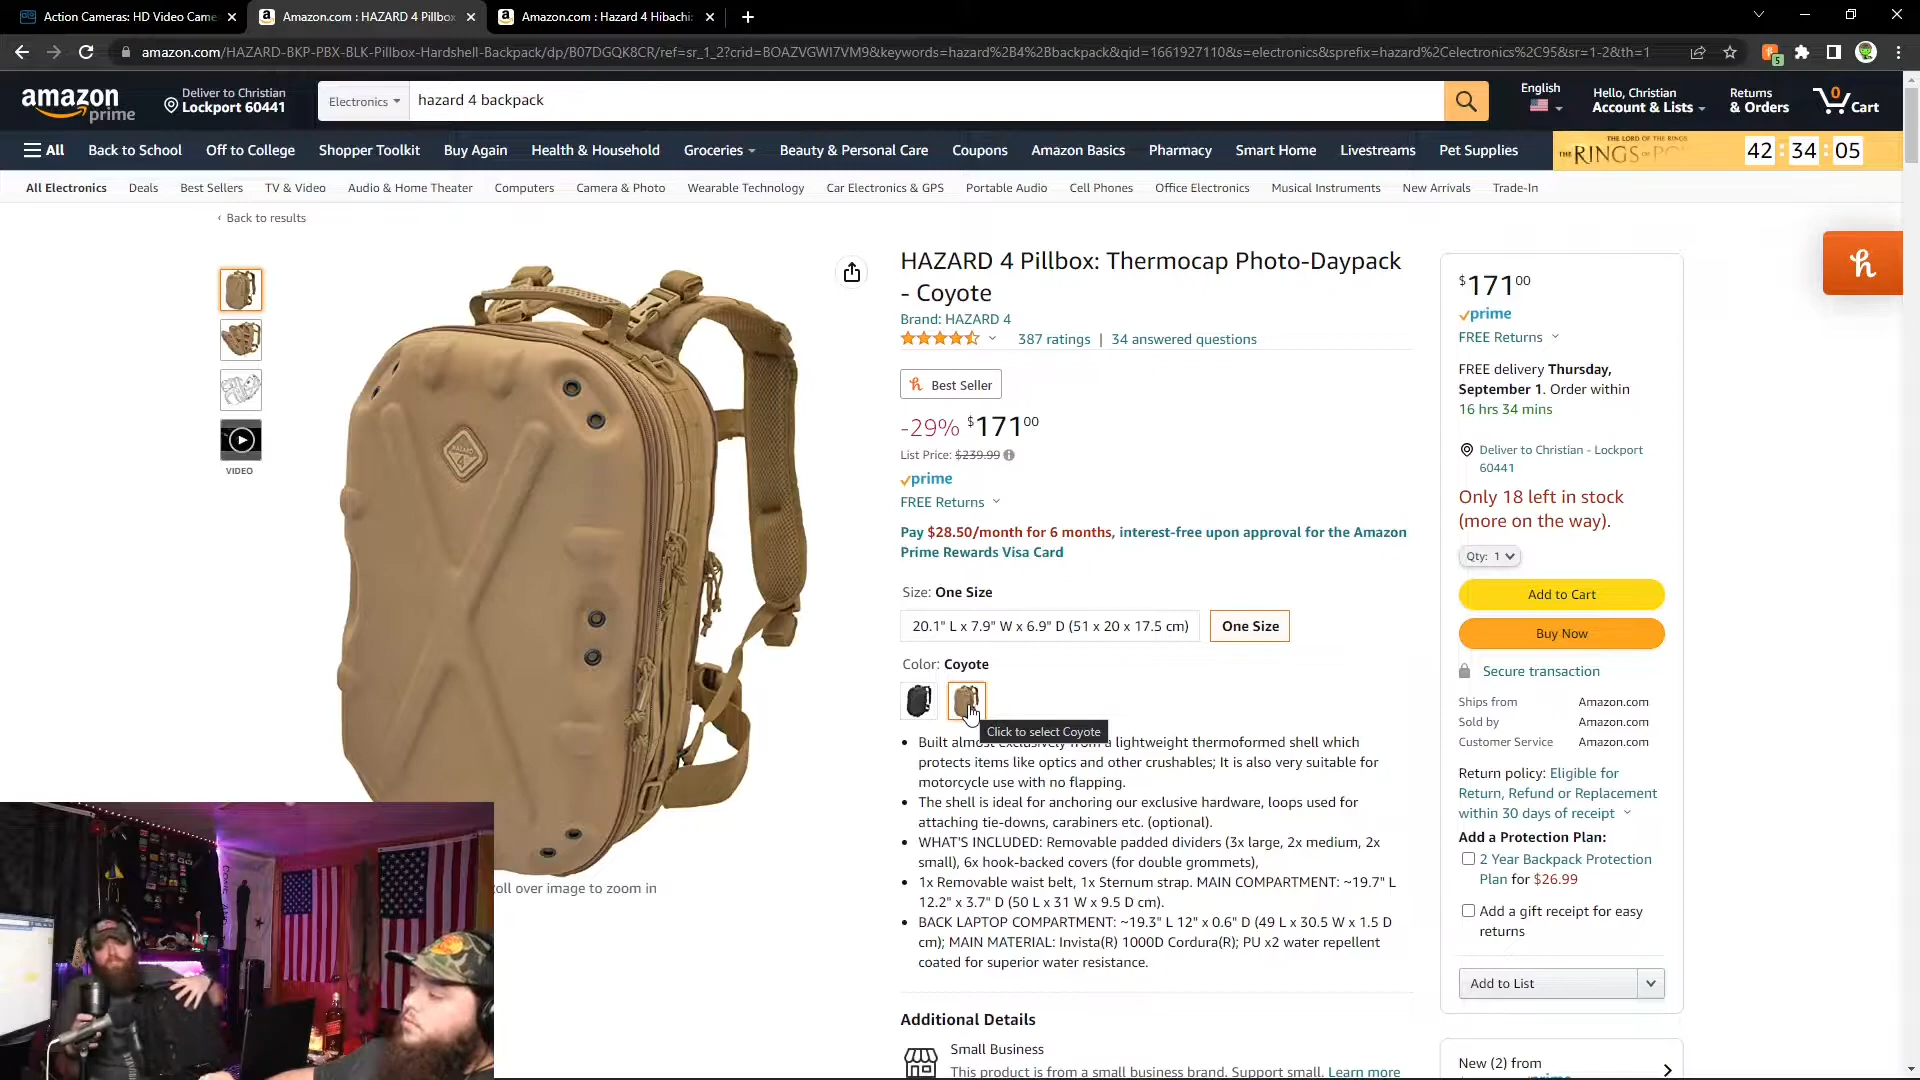 Action Cameras: HD Video Came
Amazon.com : HAZARD 4 Pillbox
Amazon.com : Hazard 4 Hibachi
amazon.com/HAZARD-BKP-PBX-BLK-Pillbox-Hardshell-Backpack/dp/B07DGQK8CR/ref=sr_1_2?crid=BOAZVGWI7VM9&keywords=hazard%2B4%2Bbackpack&qid=1661927110&s=electronics&sprefix=hazard%2Celectronics%2C95&sr=1-2&th=1
5
amazon prime
Deliver to Christian
Lockport 60441
Electronics
hazard 4 backpack
English
Hello, Christian
Account & Lists
Returns
& Orders
0
Cart
All
Back to School
Off to College
Shopper Toolkit
Buy Again
Health & Household
Groceries
Beauty & Personal Care
Coupons
Amazon Basics
Pharmacy
Smart Home
Livestreams
Pet Supplies
THE LORD OF THE RINGS
THE RINGS OF PO
42 : 34 : 05
All Electronics
Deals
Best Sellers
TV & Video
Audio & Home Theater
Computers
Camera & Photo
Wearable Technology
Car Electronics & GPS
Portable Audio
Cell Phones
Office Electronics
Musical Instruments
New Arrivals
Trade-In
‹ Back to results
VIDEO
HAZARD
4
oll over image to zoom in
HAZARD 4 Pillbox: Thermocap Photo-Daypack
- Coyote
Brand: HAZARD 4
387 ratings | 34 answered questions
Best Seller
-29% $171 00
List Price: $239.99
prime
FREE Returns
Pay $28.50/month for 6 months, interest-free upon approval for the Amazon
Prime Rewards Visa Card
Size: One Size
20.1" L x 7.9" W x 6.9" D (51 x 20 x 17.5 cm)
One Size
Color: Coyote
Click to select Coyote
• Built almost exclusively from a lightweight thermoformed shell which
protects items like optics and other crushables; It is also very suitable for
motorcycle use with no flapping.
• The shell is ideal for anchoring our exclusive hardware, loops used for
attaching tie-downs, carabiners etc. (optional).
• WHAT'S INCLUDED: Removable padded dividers (3x large, 2x medium, 2x
small), 6x hook-backed covers (for double grommets),
• 1x Removable waist belt, 1x Sternum strap. MAIN COMPARTMENT: ~19.7" L
12.2" x 3.7" D (50 L x 31 W x 9.5 D cm).
• BACK LAPTOP COMPARTMENT: ~19.3" L 12" x 0.6" D (49 L x 30.5 W x 1.5 D
cm); MAIN MATERIAL: Invista(R) 1000D Cordura(R); PU x2 water repellent
coated for superior water resistance.
Additional Details
Small Business
This product is from a small business brand. Support small. Learn more
$171 00
prime
FREE Returns
FREE delivery Thursday,
September 1. Order within
16 hrs 34 mins
Deliver to Christian - Lockport
60441
Only 18 left in stock
(more on the way).
Qty: 1
Add to Cart
Buy Now
Secure transaction
Ships from Amazon.com
Sold by Amazon.com
Customer Service Amazon.com
Return policy: Eligible for
Return, Refund or Replacement
within 30 days of receipt
Add a Protection Plan:
2 Year Backpack Protection
Plan for $26.99
Add a gift receipt for easy
returns
Add to List
New (2) from